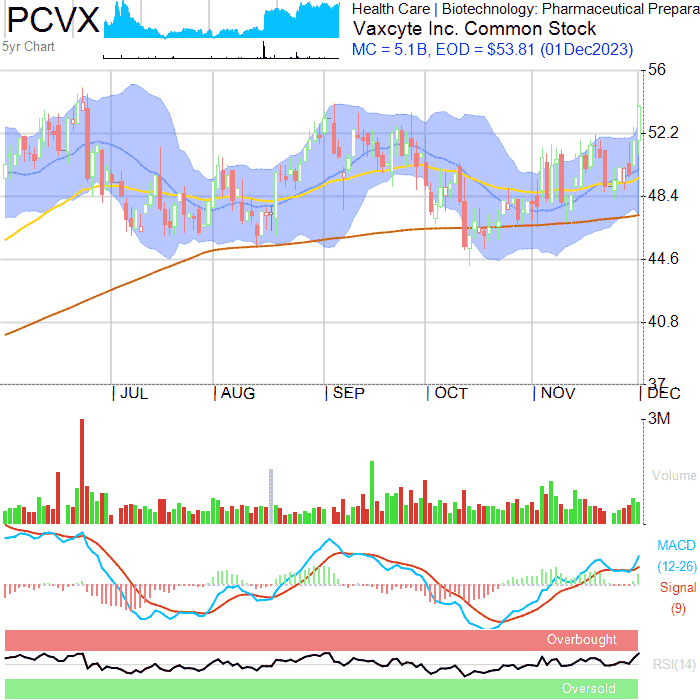 PCVX
5yr Chart
Health Care | Biotechnology: Pharmaceutical Prepara
Vaxcyte Inc. Common Stock
MC = 5.1B, EOD = $53.81 (01Dec2023)
56
52.2
48.4
44.6
40.8
37
JUL
AUG
SEP
OCT
NOV
DEC
3M
Volume
MACD
(12-26)
Signal
(9)
Overbought
RSI(14)
Oversold